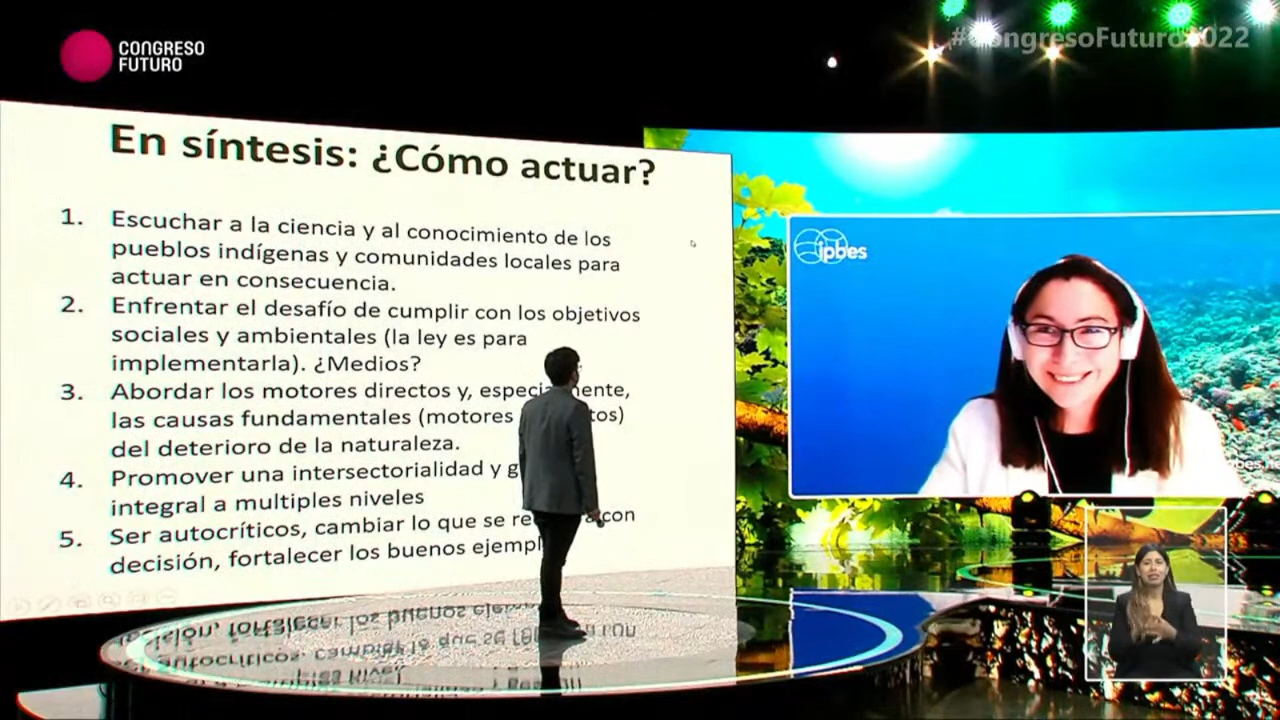 CONGRESO
FUTURO
#CongresoFuturo2022
En síntesis: ¿Cómo actuar?
1. Escuchar a la ciencia y al conocimiento de los
pueblos indígenas y comunidades locales para
actuar en consecuencia.
2. Enfrentar el desafío de cumplir con los objetivos
sociales y ambientales (la ley es para
implementarla). ¿Medios?
3. Abordar los motores directos y,
las causas fundamentales (motores
del deterioro de la naturaleza.
4. Promover una intersectorialidad y
integral a multiples niveles
5. Ser autocríticos, cambiar lo que se con
decisión, fortalecer los buenos
ipbes